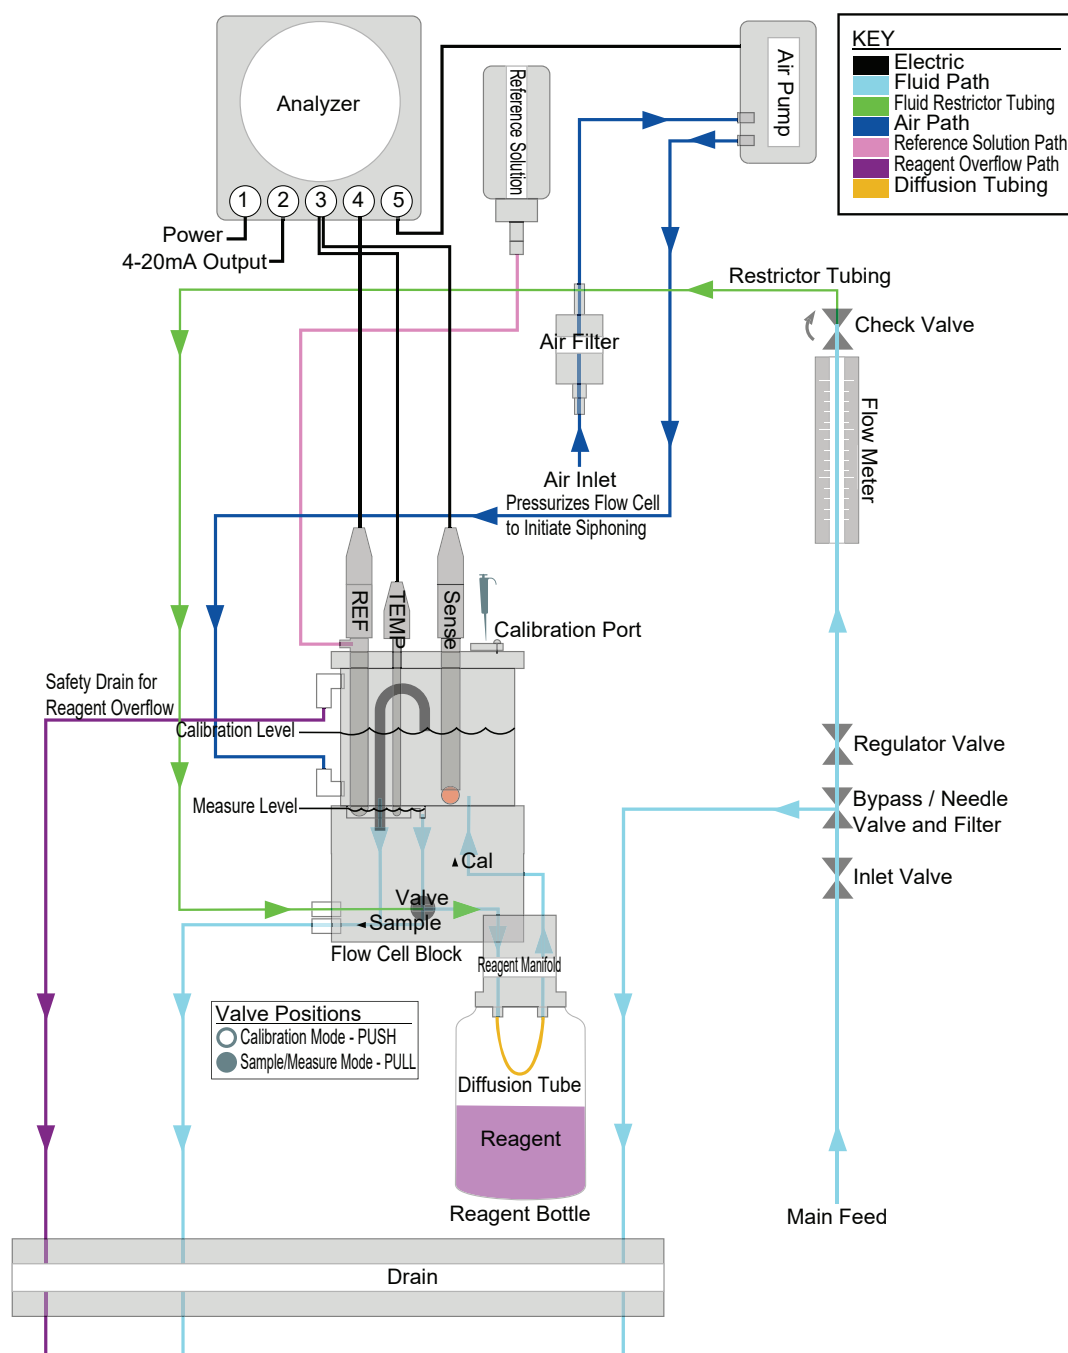 Analyzer
1
2
3
4
5
Power
4-20mA Output
Reference Solution
Air Pump
KEY
Electric
Fluid Path
Fluid Restrictor Tubing
Air Path
Reference Solution Path
Reagent Overflow Path
Diffusion Tubing
Restrictor Tubing
Check Valve
Air Filter
Flow Meter
Air Inlet
Pressurizes Flow Cell
to Initiate Siphoning
REF
TEMP
Sense
Calibration Port
Safety Drain for
Reagent Overflow
Calibration Level
Measure Level
Regulator Valve
Bypass / Needle
Valve and Filter
Inlet Valve
Cal
Valve
Sample
Flow Cell Block
Reagent Manifold
Valve Positions
Calibration Mode - PUSH
Sample/Measure Mode - PULL
Diffusion Tube
Reagent
Reagent Bottle
Main Feed
Drain